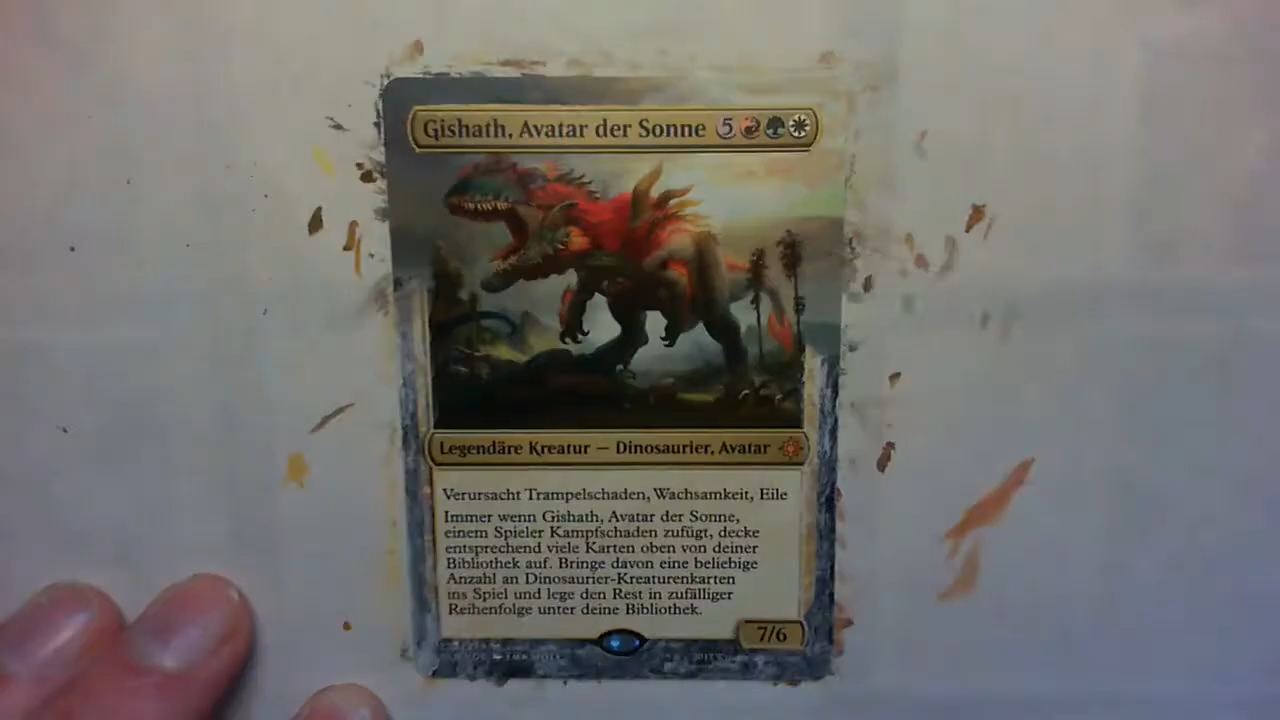 Gishath, Avatar der Sonne 5
Legendäre Kreatur — Dinosaurier, Avatar
Verursacht Trampelschaden, Wachsamkeit, Eile
Immer wenn Gishath, Avatar der Sonne,
einem Spieler Kampfschaden zufügt, decke
entsprechend viele Karten oben von deiner
Bibliothek auf. Bringe davon eine beliebige
Anzahl an Dinosaurier-Kreaturenkarten
ins Spiel und lege den Rest in zufälliger
Reihenfolge unter deine Bibliothek.
7/6